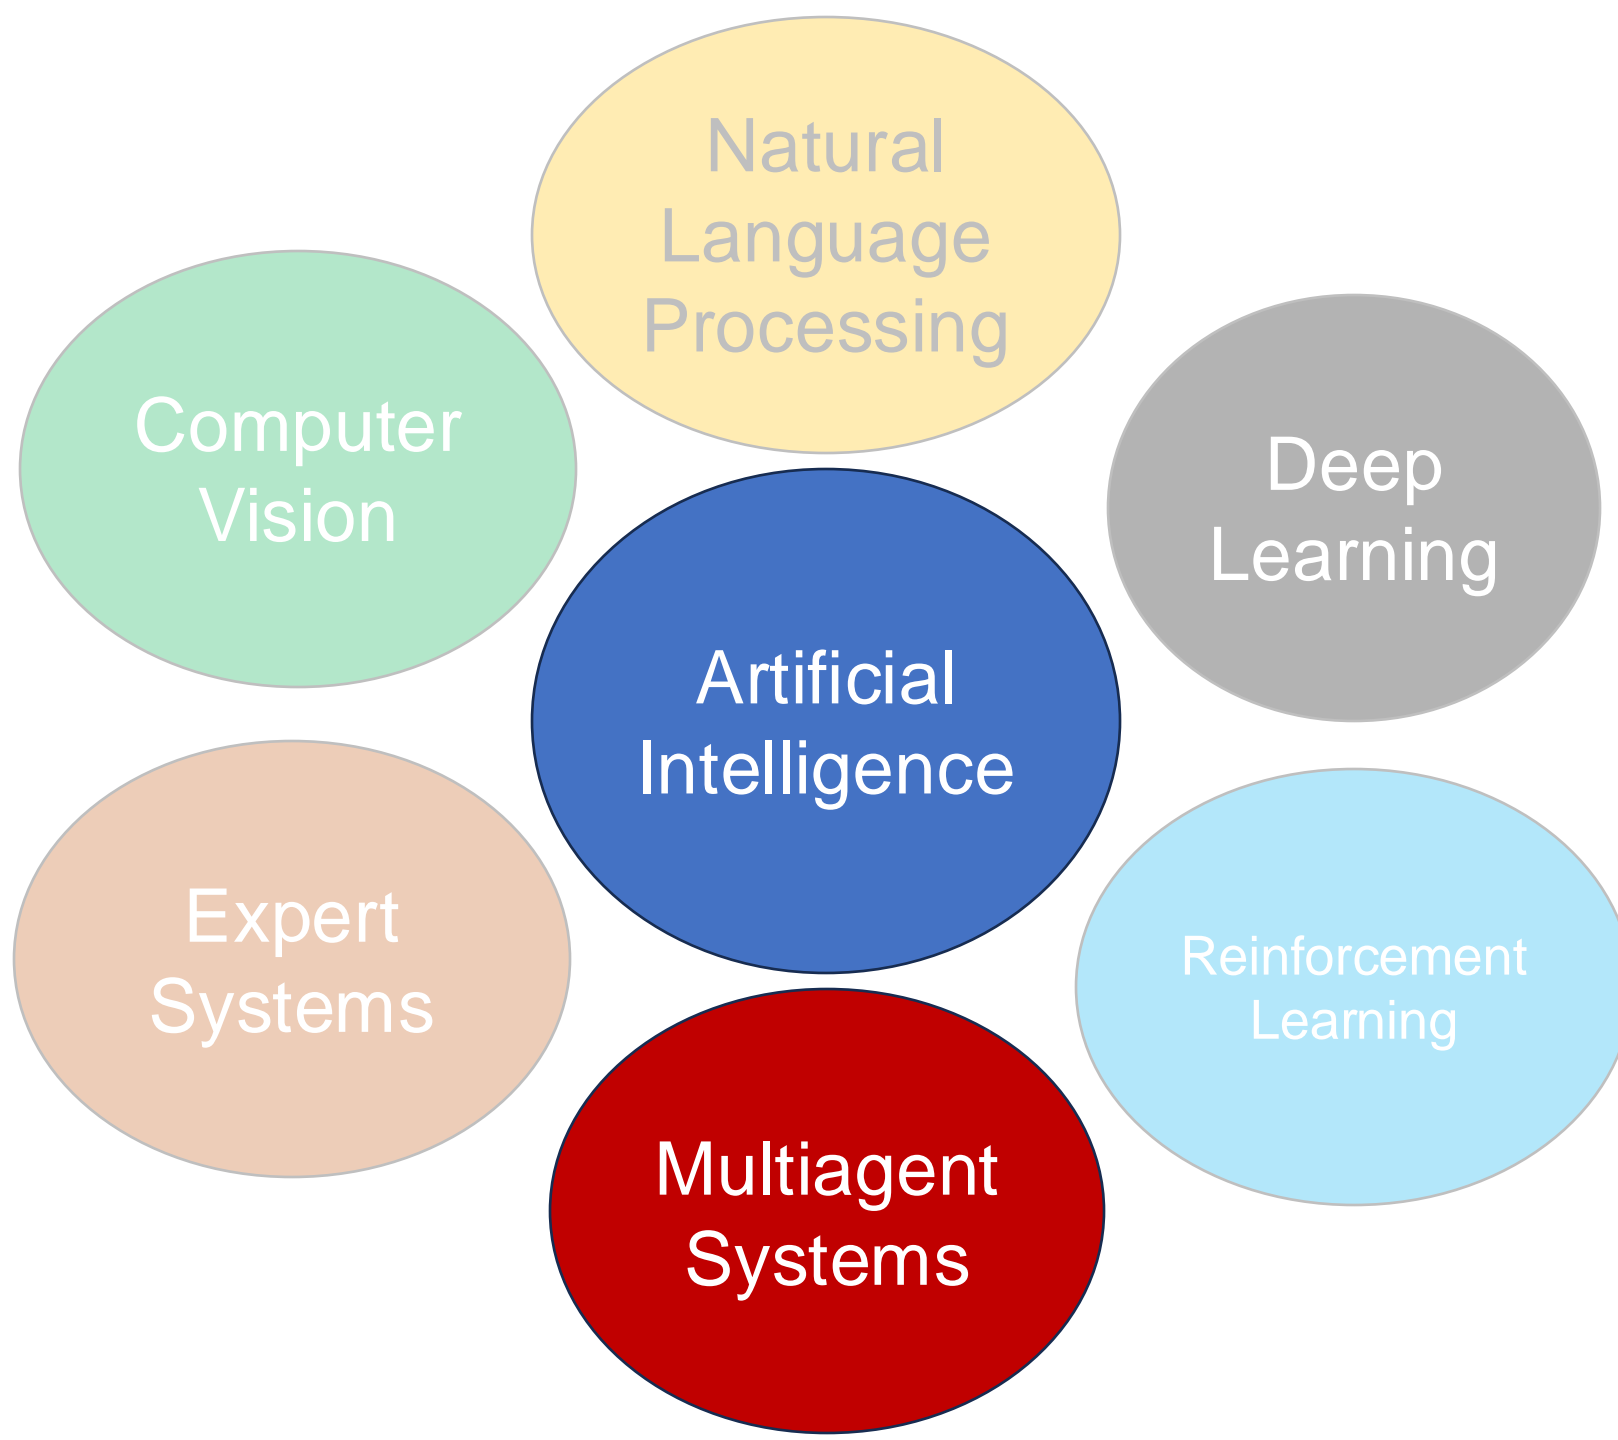 Natural
Language
Processing
Computer
Vision
Deep
Learning
Artificial
Intelligence
Expert
Systems
Reinforcement
Learning
Multiagent
Systems